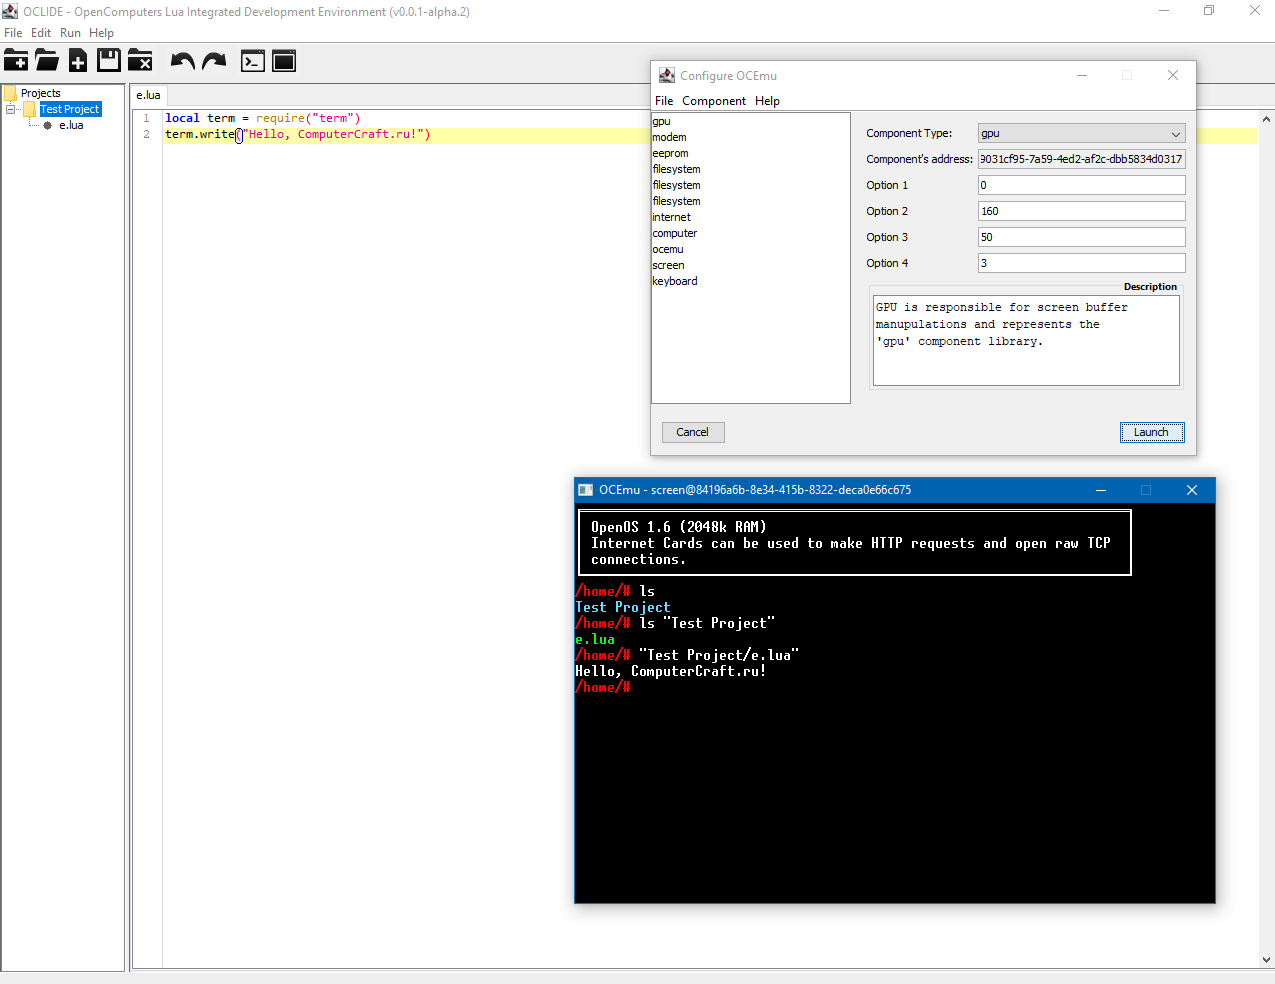 OCLIDE - OpenComputers Lua Integrated Development Environment (v0.0.1-alpha.2)
File Edit Run Help
Projects
Test Project
e.lua
e.lua
1 local term = require("term")
2 term.write("Hello, ComputerCraft.ru!")
Configure OCEmu
File Component Help
gpu
modem
eeprom
filesystem
filesystem
filesystem
internet
computer
ocemu
screen
keyboard
Component Type: gpu
Component's address: 9031cf95-7a59-4ed2-af2c-dbb5834d0317
Option 1 0
Option 2 160
Option 3 50
Option 4 3
Description
GPU is responsible for screen buffer
manupulations and represents the
'gpu' component library.
Cancel Launch
OCEmu - screen@84196a6b-8e34-415b-8322-deca0e66c675
OpenOS 1.6 (2048k RAM)
Internet Cards can be used to make HTTP requests and open raw TCP
connections.
/home/# ls
Test Project
/home/# ls "Test Project"
e.lua
/home/# "Test Project/e.lua"
Hello, ComputerCraft.ru!
/home/#